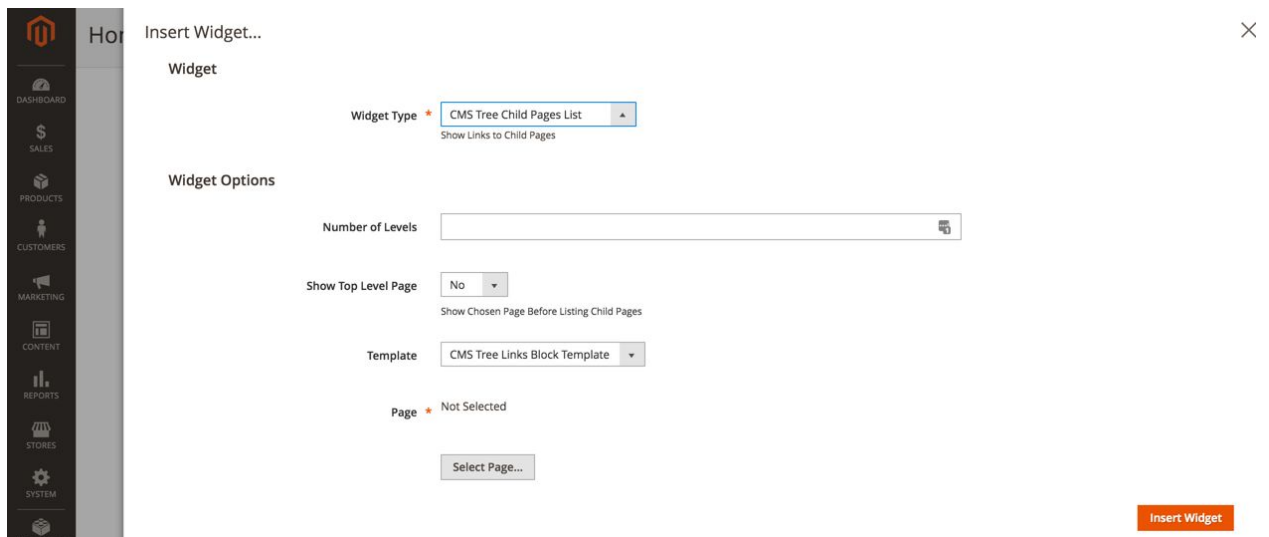 Hor
Insert Widget...
Widget
DASHBOARD
Widget Type * CMS Tree Child Pages List
Show Links to Child Pages
SALES
Widget Options
PRODUCTS
Number of Levels
CUSTOMERS
Show Top Level Page No
MARKETING
Show Chosen Page Before Listing Child Pages
CONTENT
Template CMS Tree Links Block Template
REPORTS
Page * Not Selected
STORES
Select Page...
SYSTEM
Insert Widget